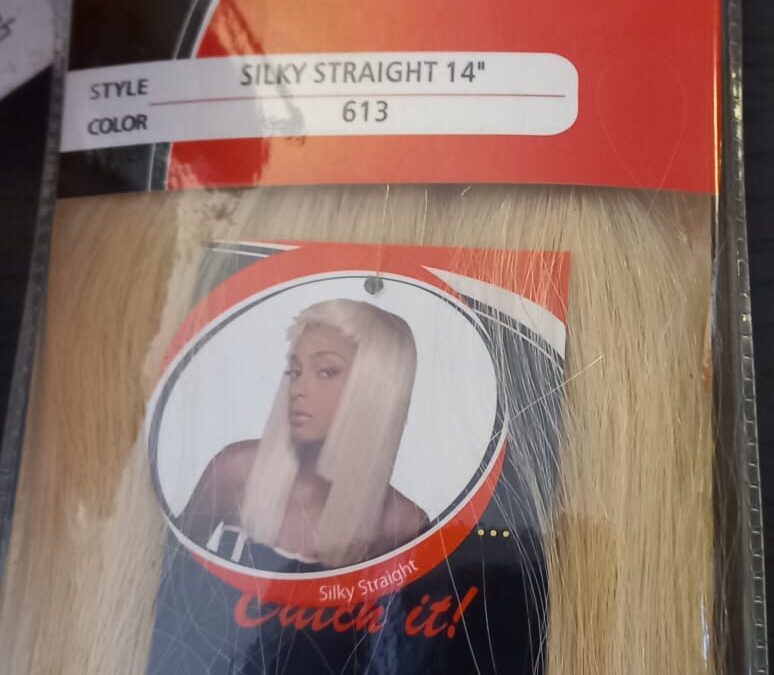 STYLE SILKY STRAIGHT 14"
COLOR 613
Silky Straight
Catch it!